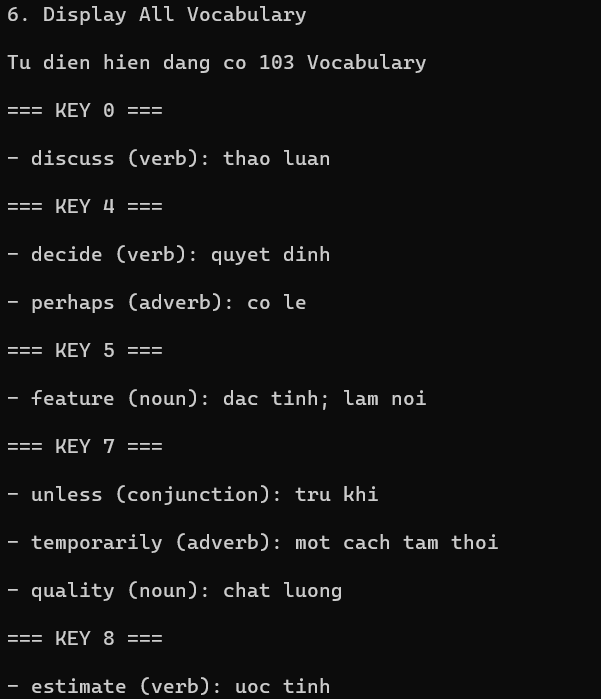 6. Display All Vocabulary
Tu dien hien dang co 103 Vocabulary
=== KEY 0 ===
- discuss (verb): thao luan
=== KEY 4 ===
- decide (verb): quyet dinh
- perhaps (adverb): co le
=== KEY 5 ===
- feature (noun): dac tinh; lam noi
=== KEY 7 ===
- unless (conjunction): tru khi
- temporarily (adverb): mot cach tam thoi
- quality (noun): chat luong
=== KEY 8 ===
- estimate (verb): uoc tinh